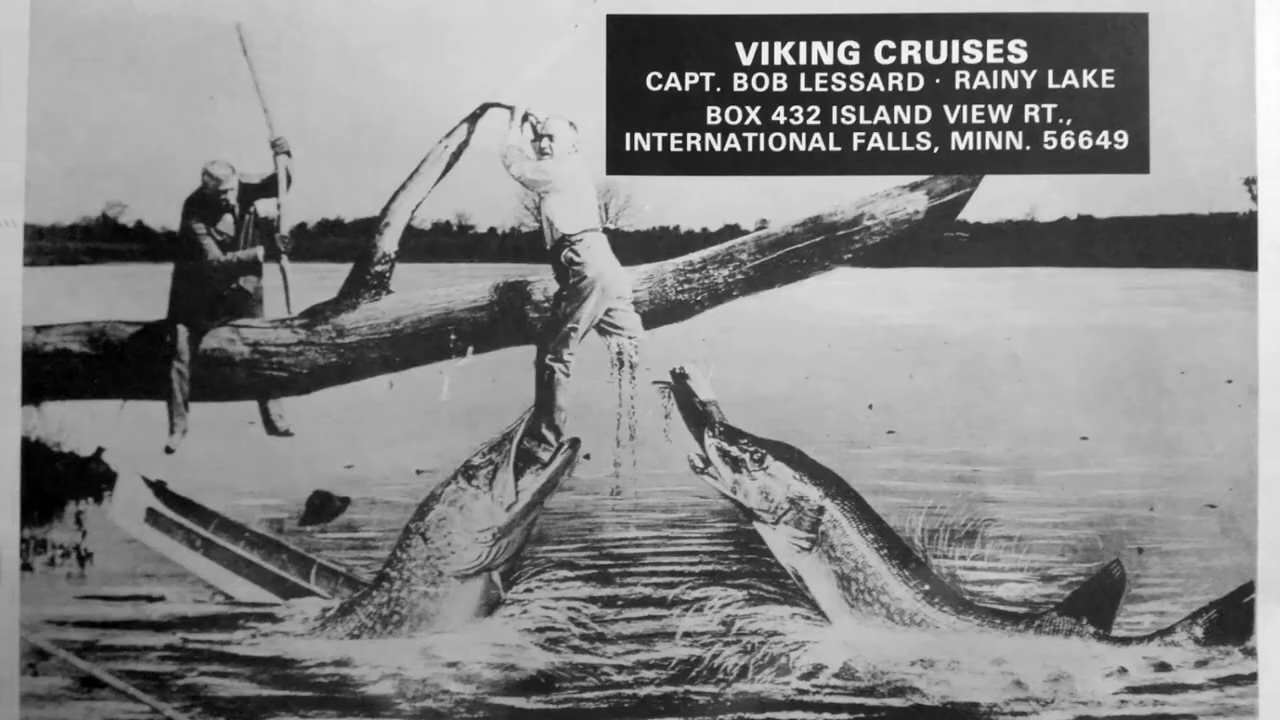 VIKING CRUISES
CAPT. BOB LESSARD · RAINY LAKE
BOX 432 ISLAND VIEW RT.,
INTERNATIONAL FALLS, MINN. 56649